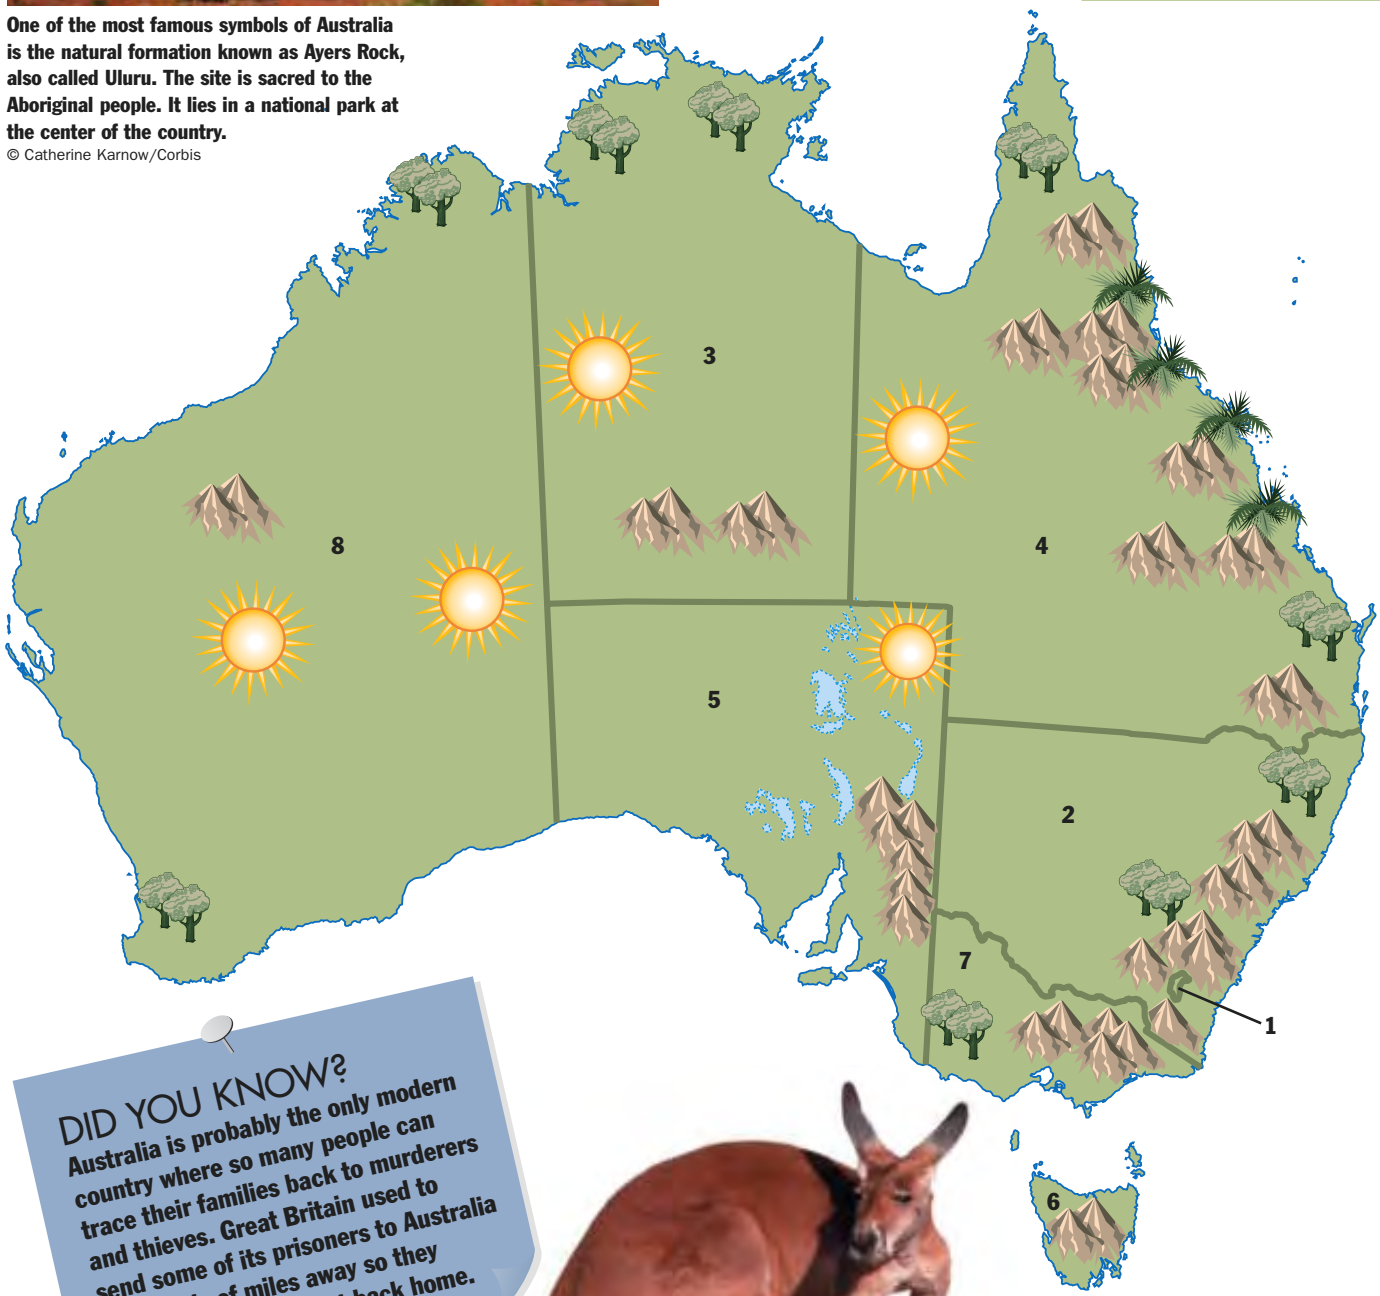 One of the most famous symbols of Australia
is the natural formation known as Ayers Rock,
also called Uluru. The site is sacred to the
Aboriginal people. It lies in a national park at
the center of the country.
© Catherine Karnow/Corbis
3
8
4
5
2
7
1
6
DID YOU KNOW?
Australia is probably the only modern
country where so many people can
trace their families back to murderers
and thieves. Great Britain used to
send some of its prisoners to Australia
of miles away so they
back home.